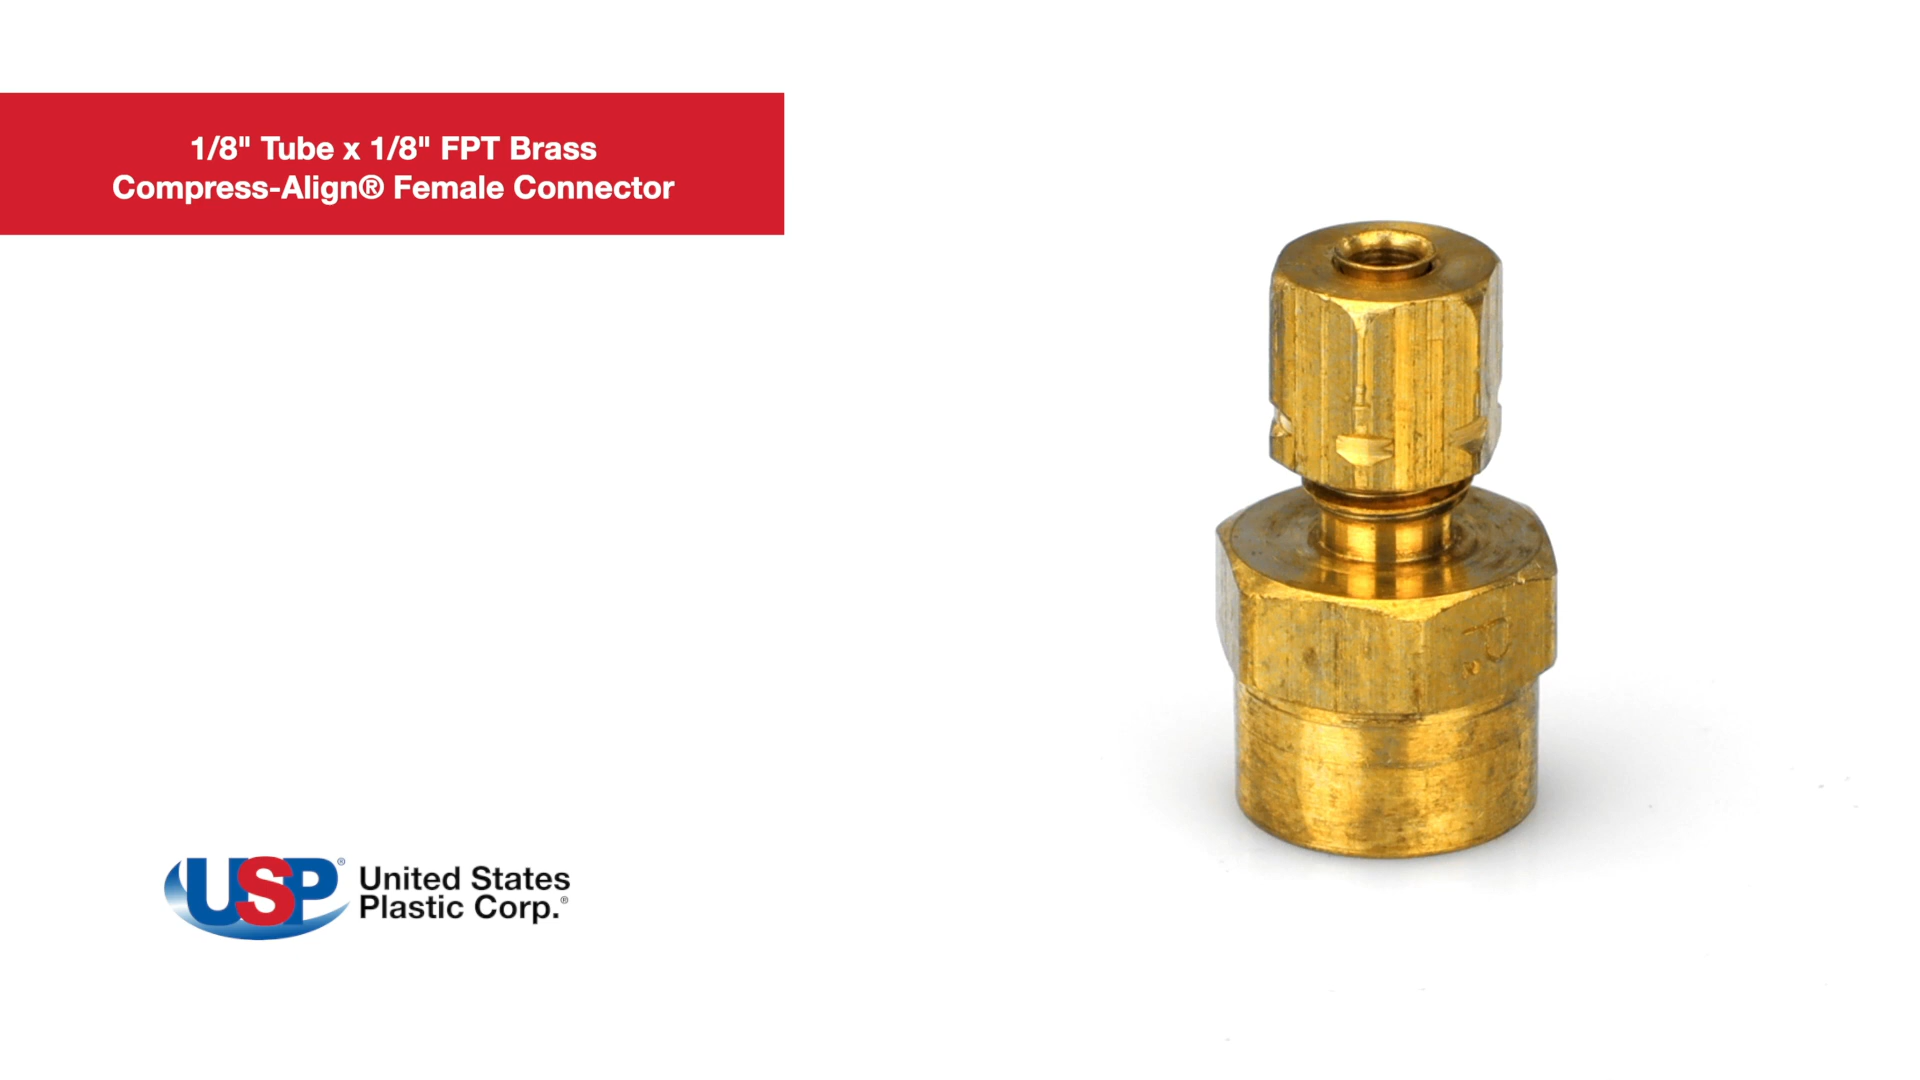 1/8" Tube x 1/8" FPT Brass
Compress-Align® Female Connector
P.
USP®
United States
Plastic Corp.®